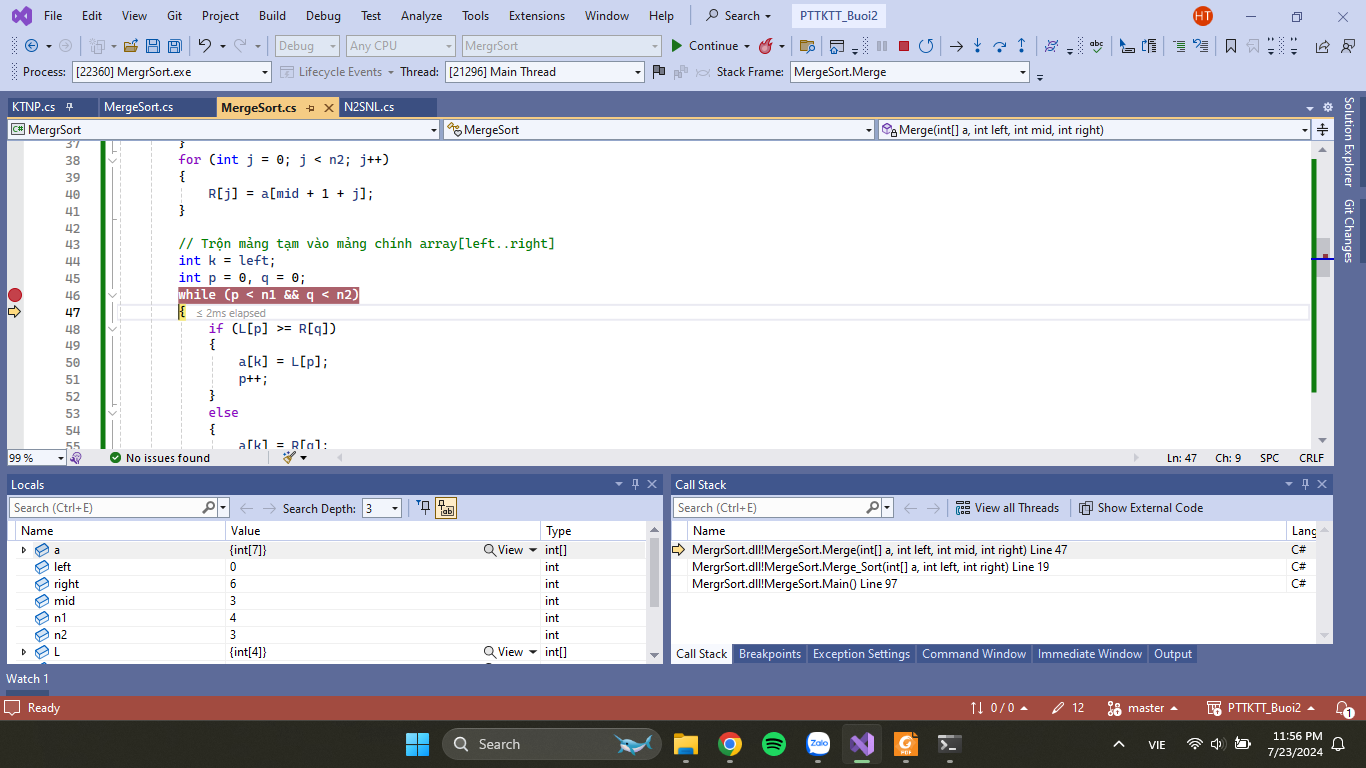 File Edit View Git Project Build Debug Test Analyze Tools Extensions Window Help Search PTTKTT_Buoi2 HT
Debug Any CPU MergrSort Continue
Process: [22360] MergrSort.exe Lifecycle Events Thread: [21296] Main Thread Stack Frame: MergeSort.Merge
KTNP.cs MergeSort.cs MergeSort.cs N2SNL.cs
MergrSort MergeSort Merge(int[] a, int left, int mid, int right)
Solution Explorer
Git Changes
37 }
38 for (int j = 0; j < n2; j++)
39 {
40 R[j] = a[mid + 1 + j];
41 }
42
43 // Trộn mảng tạm vào mảng chính array[left..right]
44 int k = left;
45 int p = 0, q = 0;
46 while (p < n1 && q < n2)
47 { ≤ 2ms elapsed
48 if (L[p] >= R[q])
49 {
50 a[k] = L[p];
51 p++;
52 }
53 else
54 {
55 a[k] = R[q];
99 % No issues found Ln: 47 Ch: 9 SPC CRLF
Locals
Search (Ctrl+E) Search Depth: 3
Name Value Type
a {int[7]} View int[]
left 0 int
right 6 int
mid 3 int
n1 4 int
n2 3 int
L {int[4]} View int[]
Watch 1
Call Stack
Search (Ctrl+E) View all Threads Show External Code
Name Lang
MergrSort.dll!MergeSort.Merge(int[] a, int left, int mid, int right) Line 47 C#
MergrSort.dll!MergeSort.Merge_Sort(int[] a, int left, int right) Line 19 C#
MergrSort.dll!MergeSort.Main() Line 97 C#
Call Stack Breakpoints Exception Settings Command Window Immediate Window Output
Ready 0 / 0 12 master PTTKTT_Buoi2 1
Search Zalo VIE 11:56 PM
7/23/2024